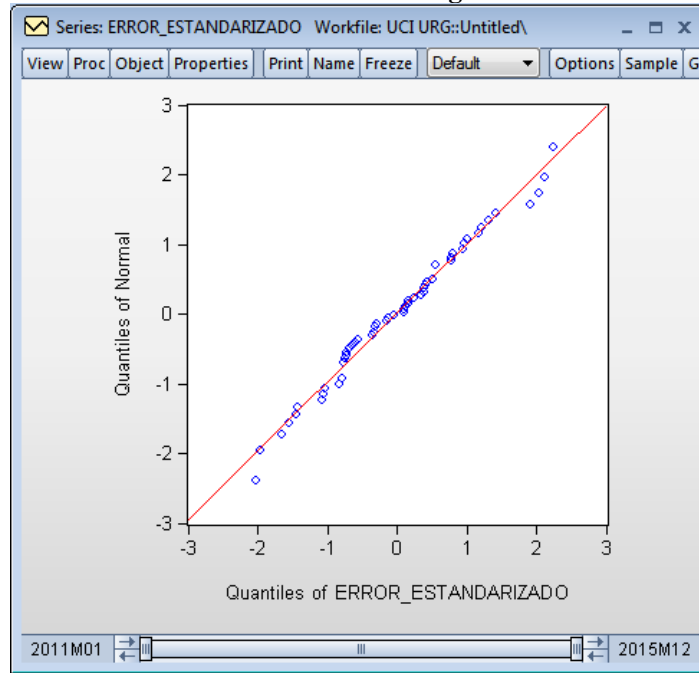 Series: ERROR_ESTANDARIZADO Workfile: UCI URG::Untitled\
View Proc Object Properties Print Name Freeze Default Options Sample G
3
2
1
0
-1
-2
-3
Quantiles of Normal
-3 -2 -1 0 1 2 3
Quantiles of ERROR_ESTANDARIZADO
2011M01 2015M12